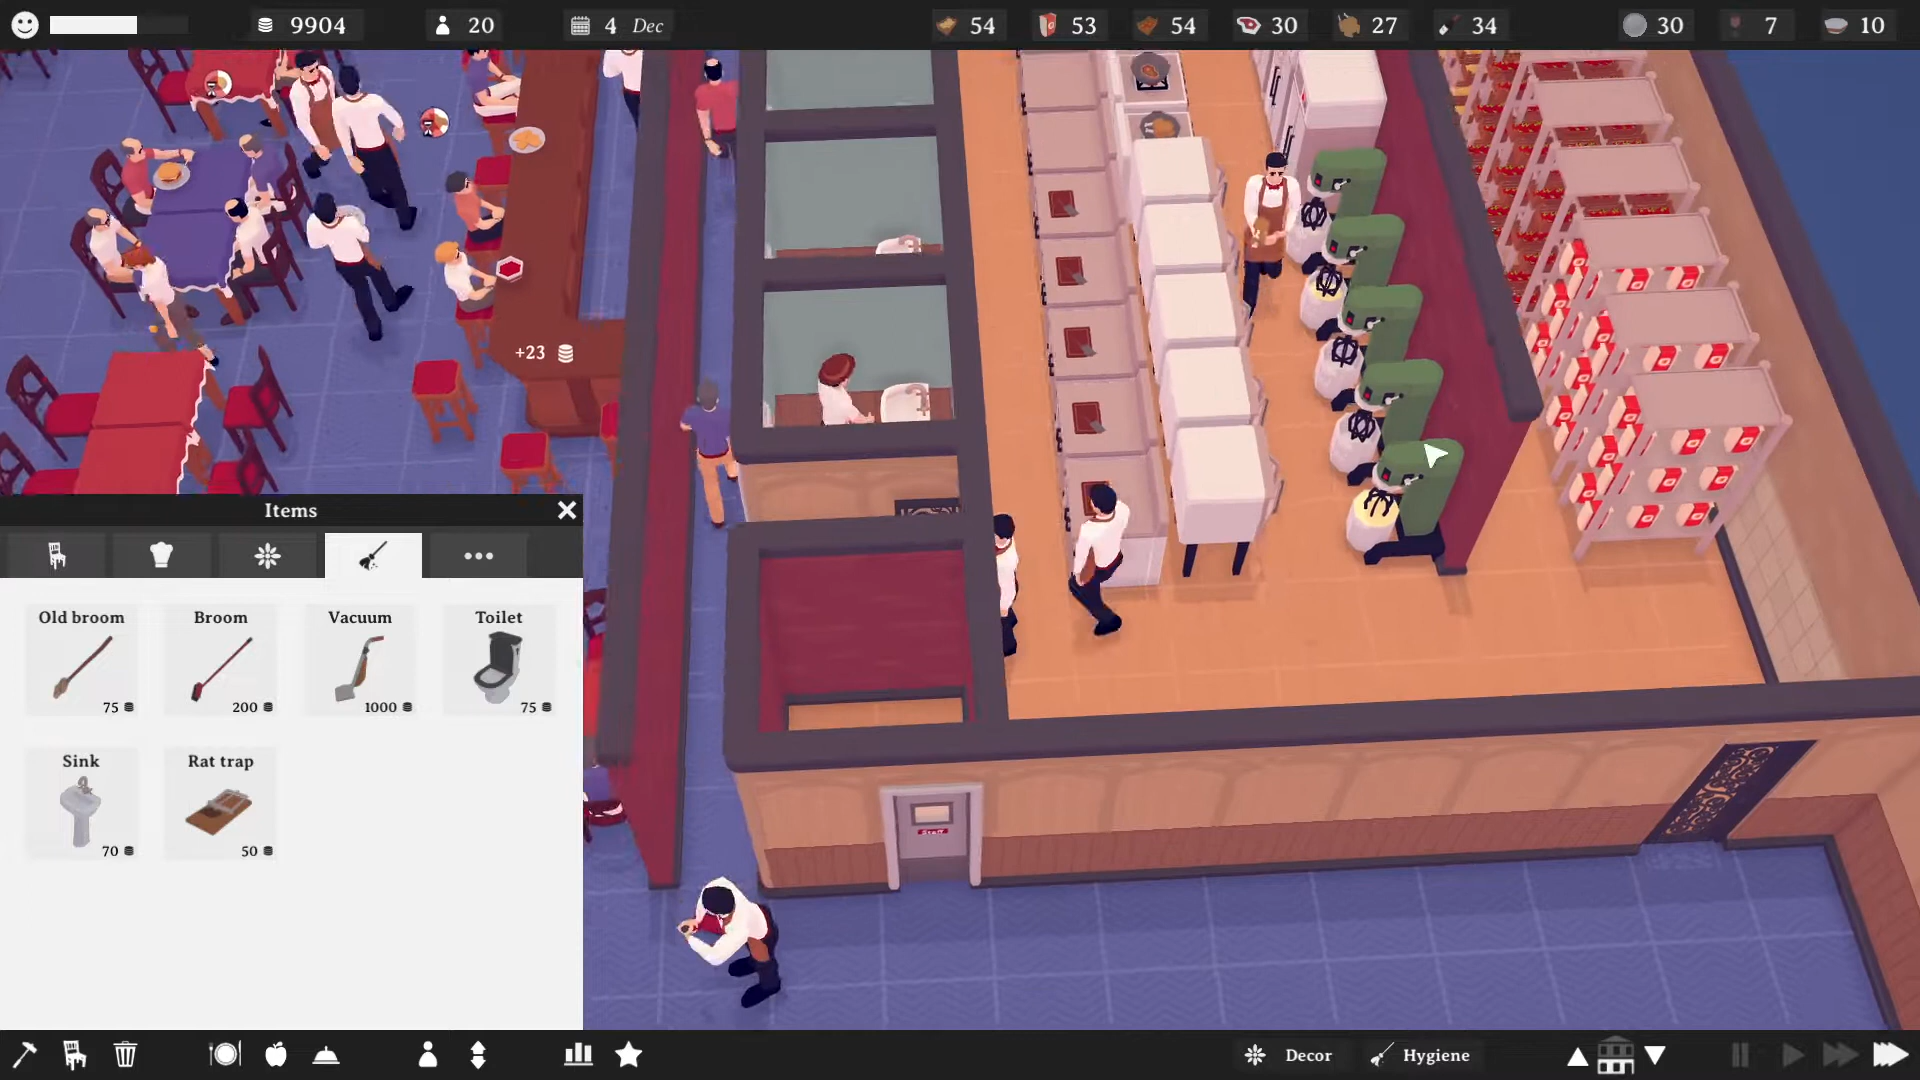 9904 20 4 Dec 54 53 54 30 27 34 30 7 10
+23
Items
Old broom Broom Vacuum Toilet
75 200 1000 75
Sink Rat trap
70 50
Staff
Decor Hygiene